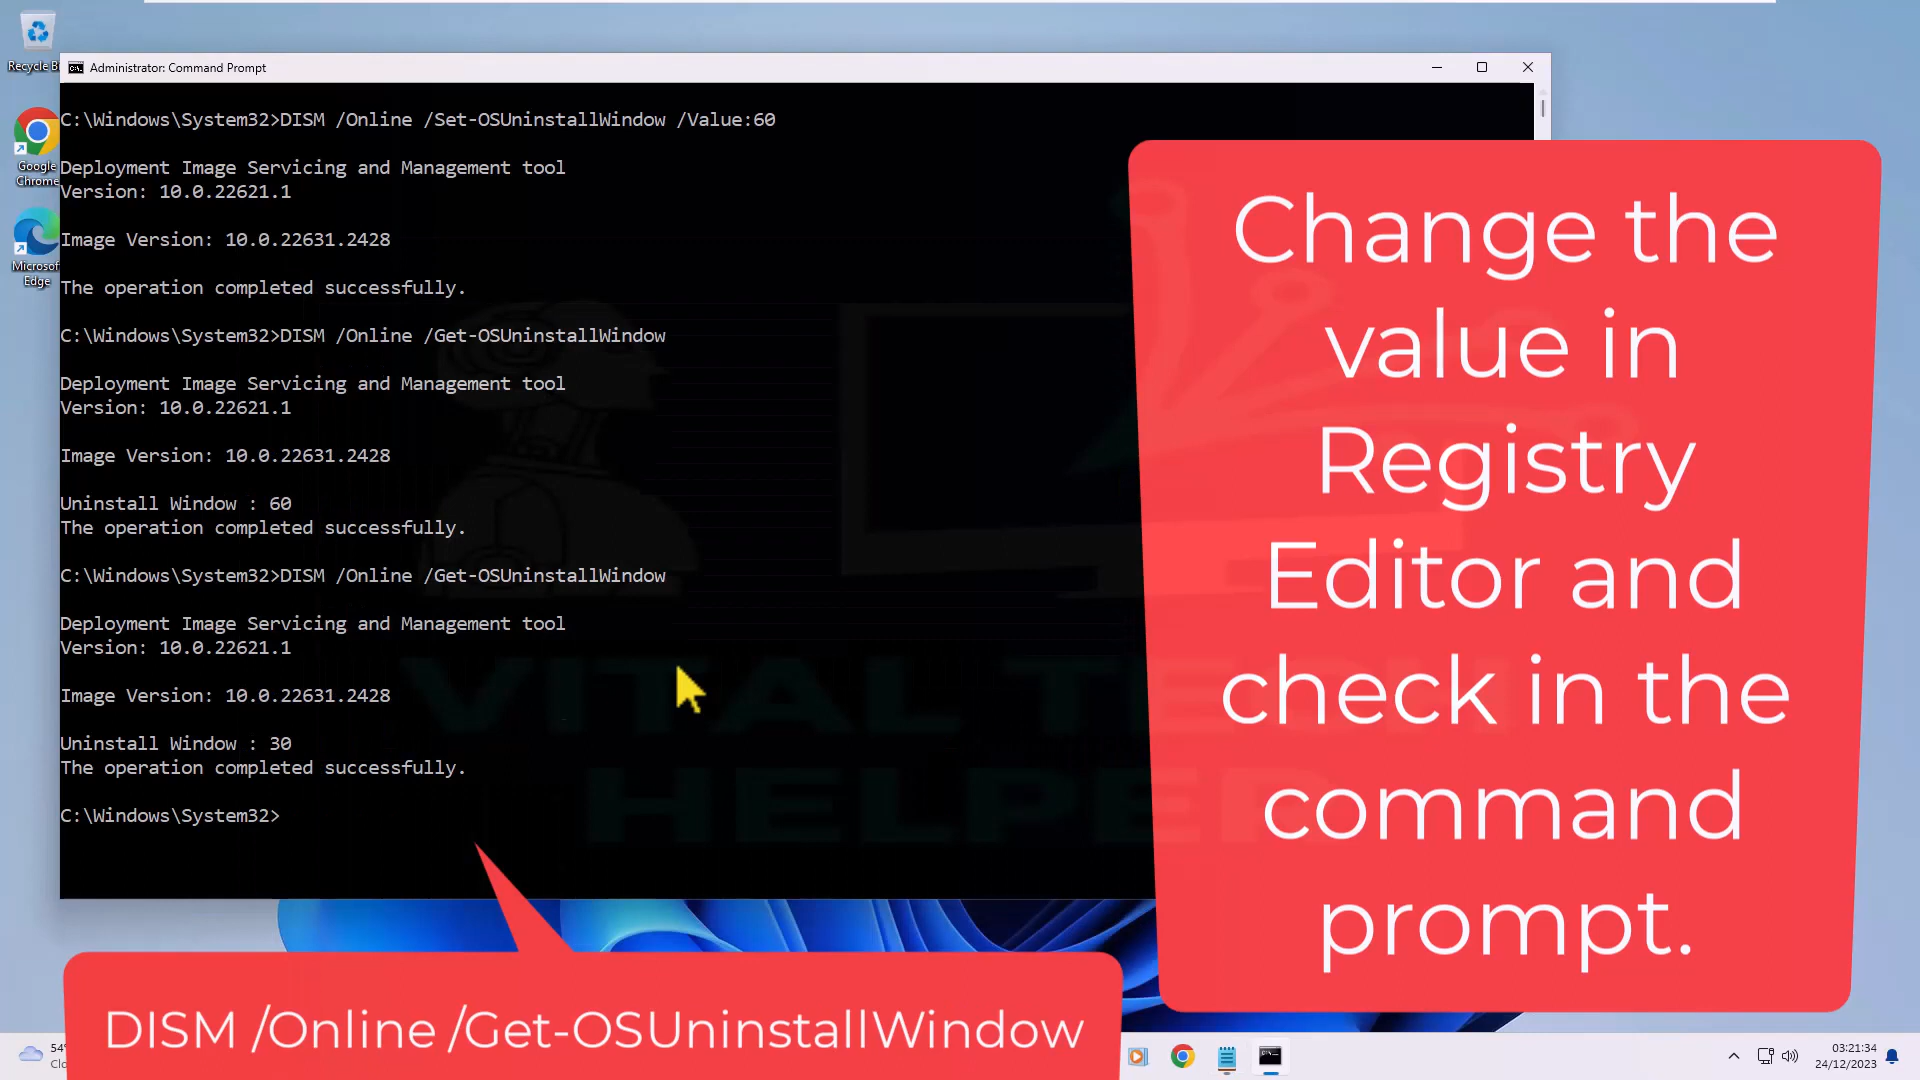 Recycle B
Administrator: Command Prompt
C:\Windows\System32>DISM /Online /Set-OSUninstallWindow /Value:60
Google
Chrome
Deployment Image Servicing and Management tool
Version: 10.0.22621.1
Image Version: 10.0.22631.2428
Microsof
Edge
The operation completed successfully.
C:\Windows\System32>DISM /Online /Get-OSUninstallWindow
Deployment Image Servicing and Management tool
Version: 10.0.22621.1
Image Version: 10.0.22631.2428
Uninstall Window : 60
The operation completed successfully.
C:\Windows\System32>DISM /Online /Get-OSUninstallWindow
Deployment Image Servicing and Management tool
Version: 10.0.22621.1
Image Version: 10.0.22631.2428
Uninstall Window : 30
The operation completed successfully.
C:\Windows\System32>
VITAL TECH
HELPER
Change the
value in
Registry
Editor and
check in the
command
prompt.
DISM /Online /Get-OSUninstallWindow
54°
Clo
03:21:34
24/12/2023